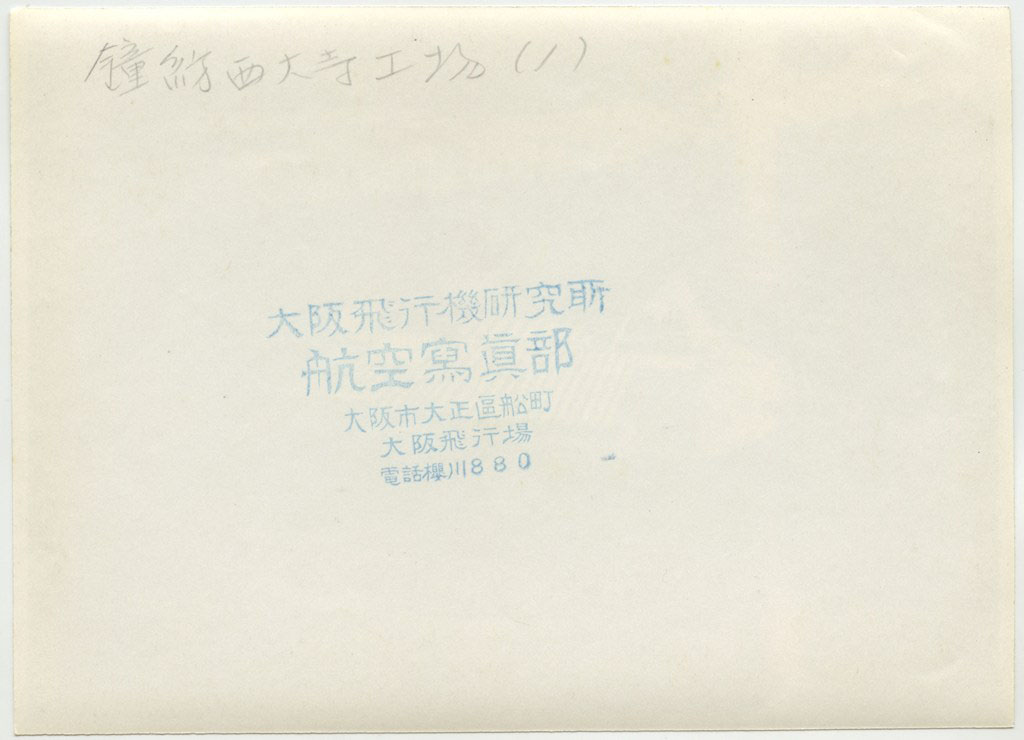 鐘紡西大寺工場(1)
大阪飛行機研究所
航空寫眞部
大阪市大正區船町
大阪飛行場
電話櫻川880